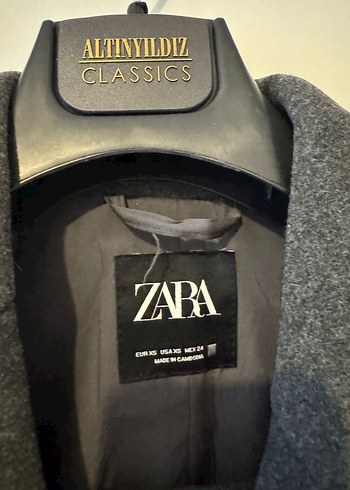 ALTINYILDIZ
CLASSICS
ZARA
EUR XS USA XS MEX 24
MADE IN CAMBODIA